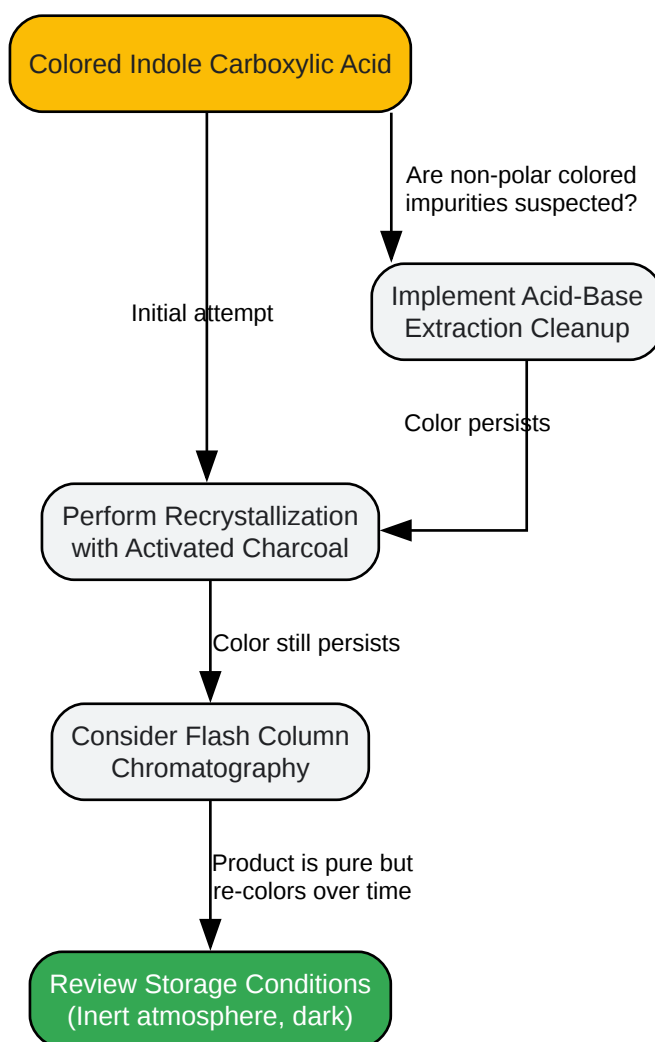 Colored Indole Carboxylic Acid
Are non-polar colored
impurities suspected?
Implement Acid-Base
Extraction Cleanup
Initial attempt
Color persists
Perform Recrystallization
with Activated Charcoal
Color still persists
Consider Flash Column
Chromatography
Product is pure but
re-colors over time
Review Storage Conditions
(Inert atmosphere, dark)